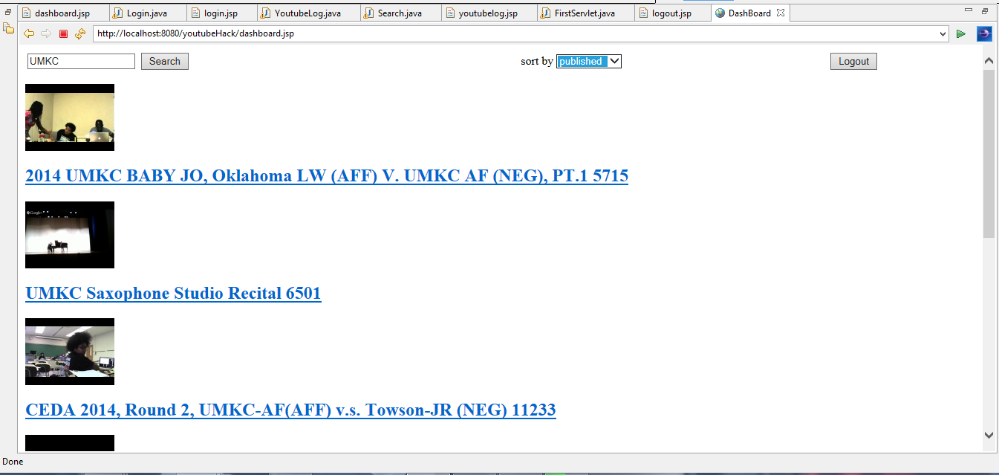 dashboard.jsp Login.java login.jsp YoutubeLog.java Search.java youtubelog.jsp FirstServlet.java logout.jsp DashBoard
http://localhost:8080/youtubeHack/dashboard.jsp
UMKC Search sort by published Logout
2014 UMKC BABY JO, Oklahoma LW (AFF) V. UMKC AF (NEG), PT.1 5715
Google+
UMKC Saxophone Studio Recital 6501
CEDA 2014, Round 2, UMKC-AF(AFF) v.s. Towson-JR (NEG) 11233
Done